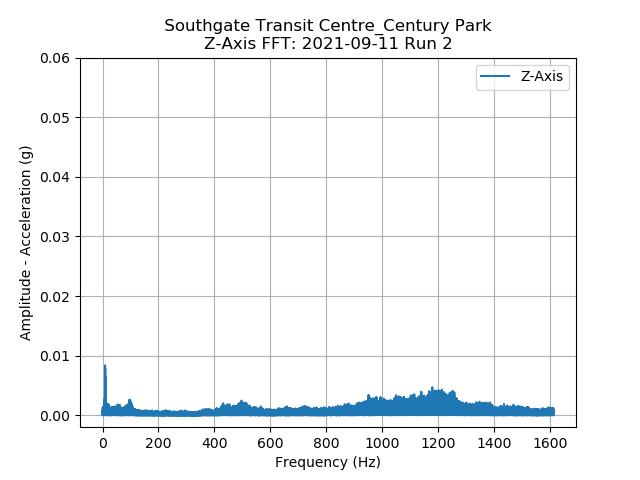 Southgate Transit Centre_Century Park
Z-Axis FFT: 2021-09-11 Run 2
Z-Axis
0.06
0.05
0.04
0.03
0.02
0.01
0.00
Amplitude - Acceleration (g)
0 200 400 600 800 1000 1200 1400 1600
Frequency (Hz)